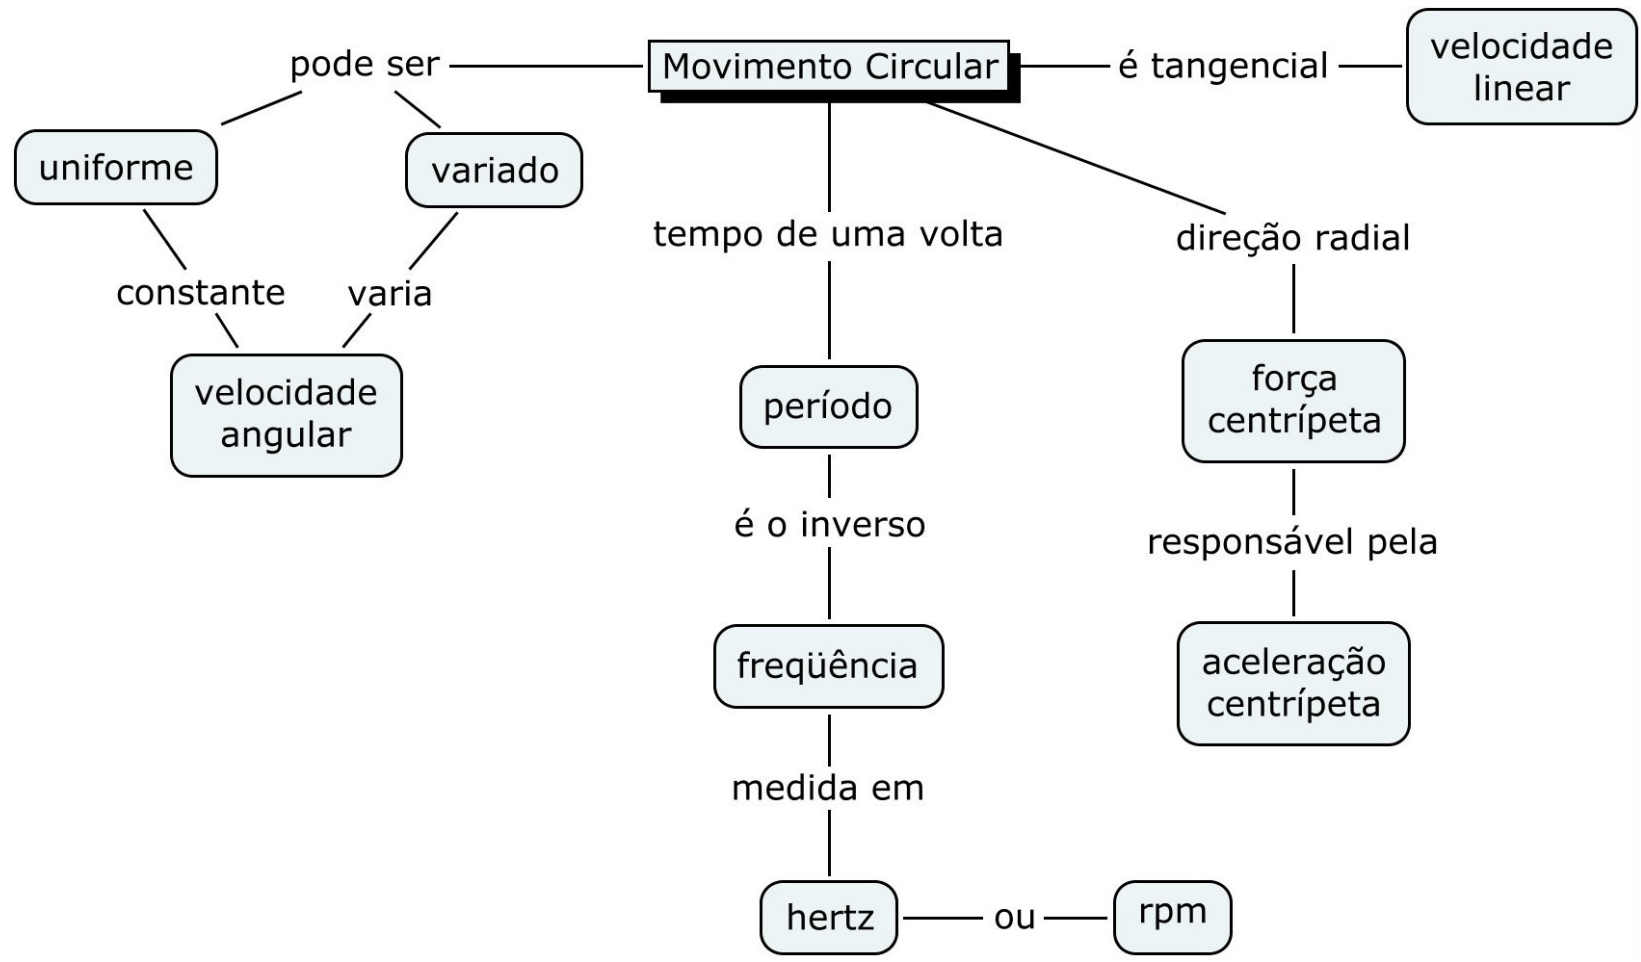 pode ser
Movimento Circular
é tangencial
velocidade
linear
uniforme
variado
tempo de uma volta
direção radial
constante
varia
velocidade
angular
período
força
centrípeta
é o inverso
responsável pela
freqüência
aceleração
centrípeta
medida em
hertz
ou
rpm